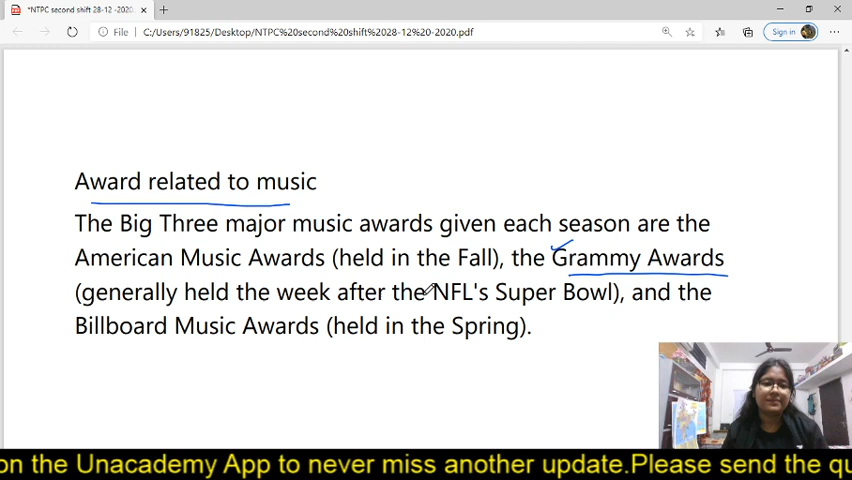 *NTPC second shift 28-12 -2020.
File
C:/Users/91825/Desktop/NTPC%20second%20shift%2028-12%20-2020.pdf
Sign in
Award related to music
The Big Three major music awards given each season are the
American Music Awards (held in the Fall), the Grammy Awards
(generally held the week after the NFL's Super Bowl), and the
Billboard Music Awards (held in the Spring).
on the Unacademy App to never miss another update.Please send the qu